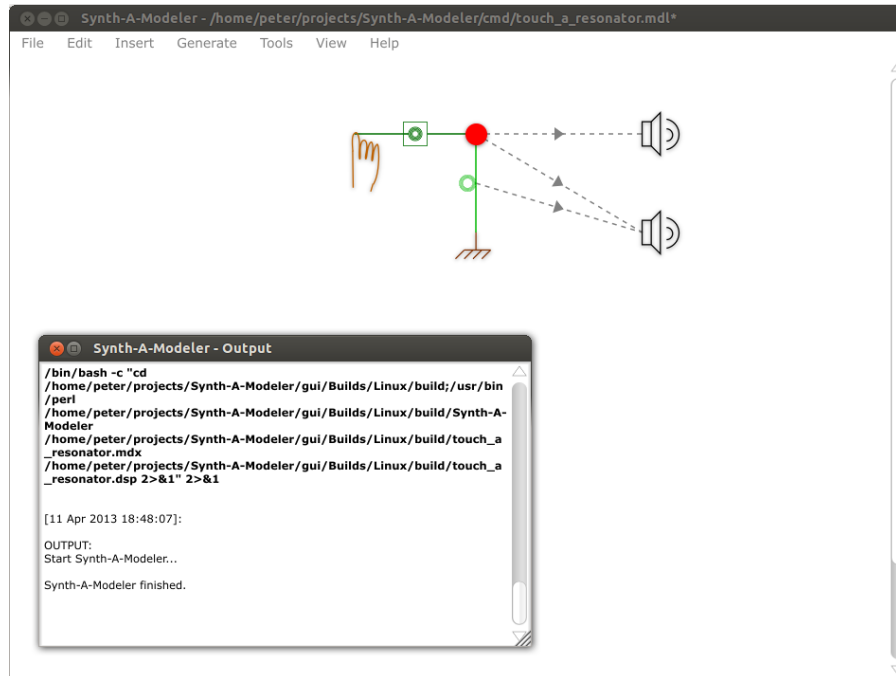 Synth-A-Modeler - /home/peter/projects/Synth-A-Modeler/cmd/touch_a_resonator.mdl*
File Edit Insert Generate Tools View Help
Synth-A-Modeler - Output
/bin/bash -c "cd
/home/peter/projects/Synth-A-Modeler/gui/Builds/Linux/build;/usr/bin
/perl
/home/peter/projects/Synth-A-Modeler/gui/Builds/Linux/build/Synth-A-
Modeler
/home/peter/projects/Synth-A-Modeler/gui/Builds/Linux/build/touch_a
_resonator.mdx
/home/peter/projects/Synth-A-Modeler/gui/Builds/Linux/build/touch_a
_resonator.dsp 2>&1" 2>&1
[11 Apr 2013 18:48:07]:
OUTPUT:
Start Synth-A-Modeler...
Synth-A-Modeler finished.